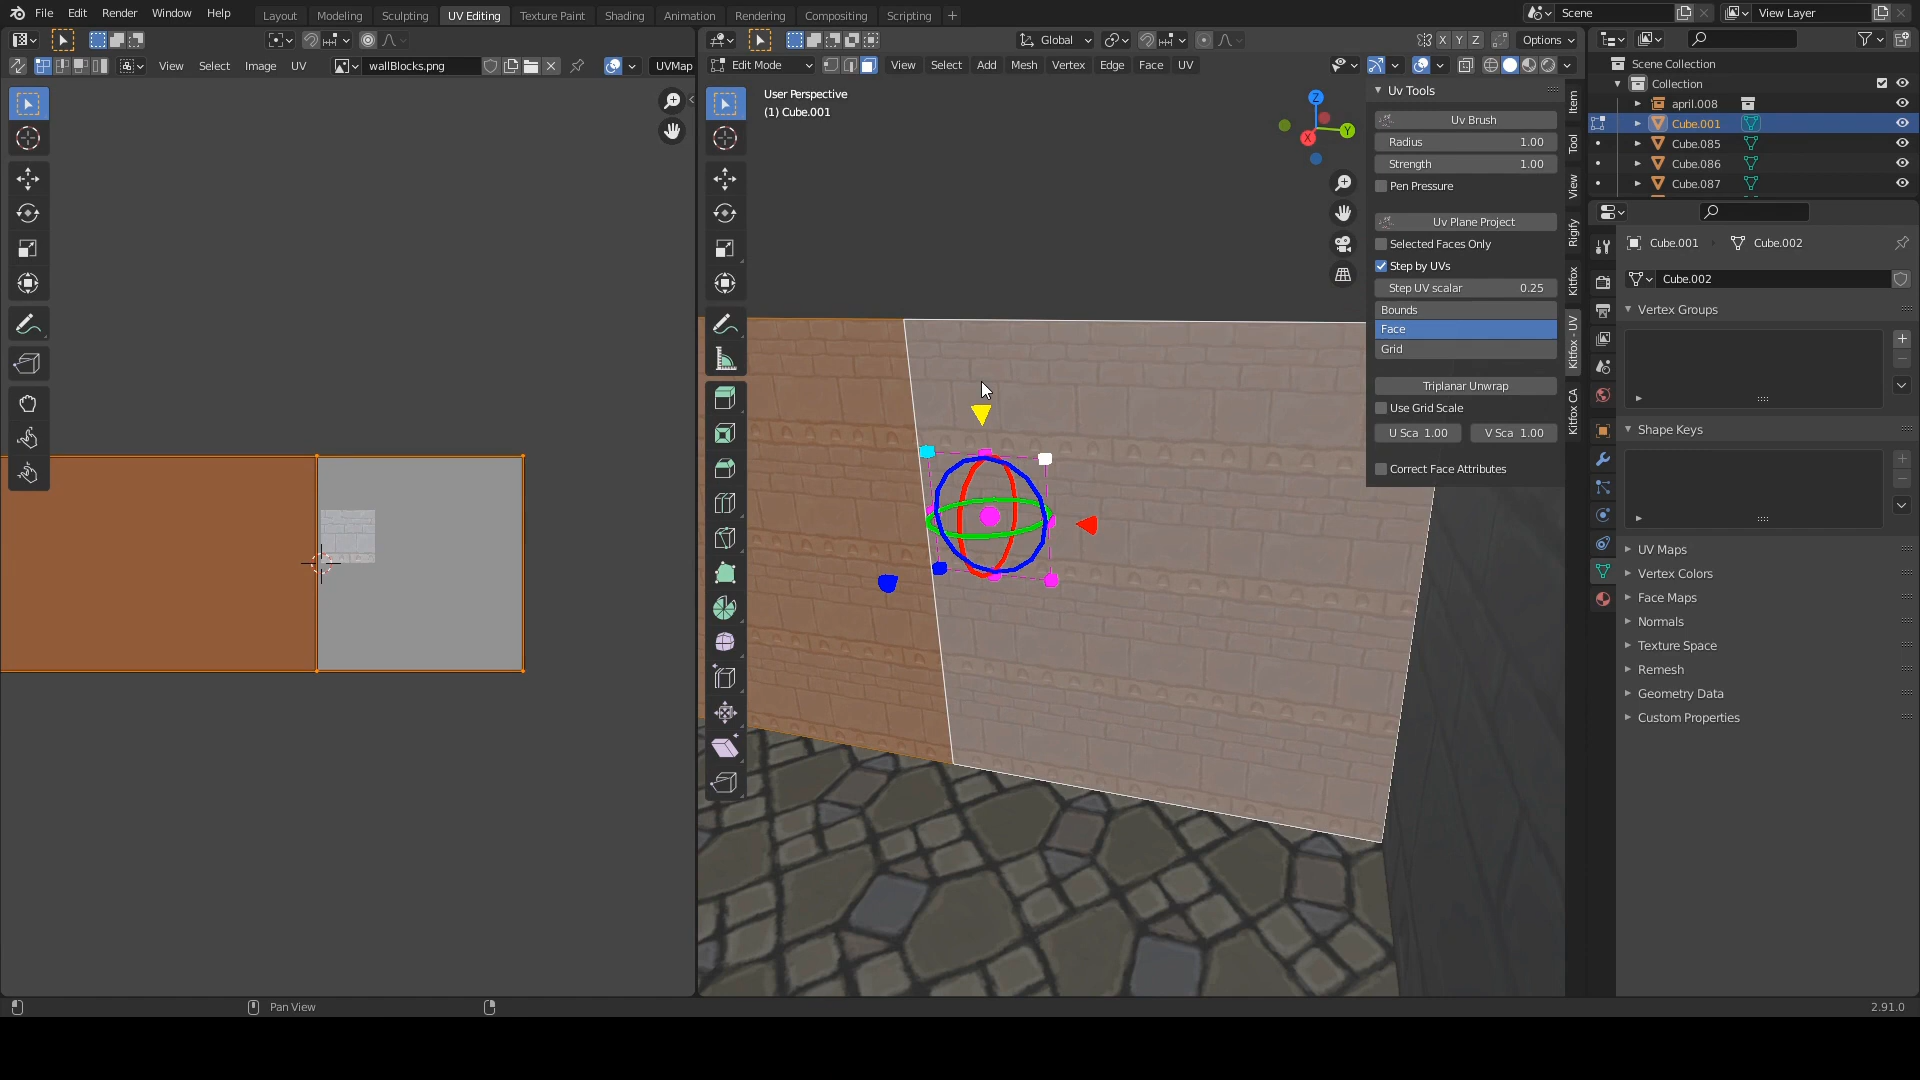 File Edit Render Window Help Layout Modeling Sculpting UV Editing Texture Paint Shading Animation Rendering Compositing Scripting + Scene View Layer
Global X Y Z Options
View Select Image UV wallBlocks.png UVMap Edit Mode View Select Add Mesh Vertex Edge Face UV
Scene Collection
Collection
april.008
Cube.001
Cube.085
Cube.086
Cube.087
User Perspective
(1) Cube.001
Z
Y
X
Uv Tools
Uv Brush
Radius 1.00
Strength 1.00
Pen Pressure
Uv Plane Project
Selected Faces Only
Step by UVs
Step UV scalar 0.25
Bounds
Face
Grid
Triplanar Unwrap
Use Grid Scale
U Sca 1.00 V Sca 1.00
Correct Face Attributes
Item
Tool
View
Rigify
Kitfox
Kitfox - UV
Kitfox CA
Cube.001 Cube.002
Cube.002
Vertex Groups
Shape Keys
UV Maps
Vertex Colors
Face Maps
Normals
Texture Space
Remesh
Geometry Data
Custom Properties
Pan View 2.91.0